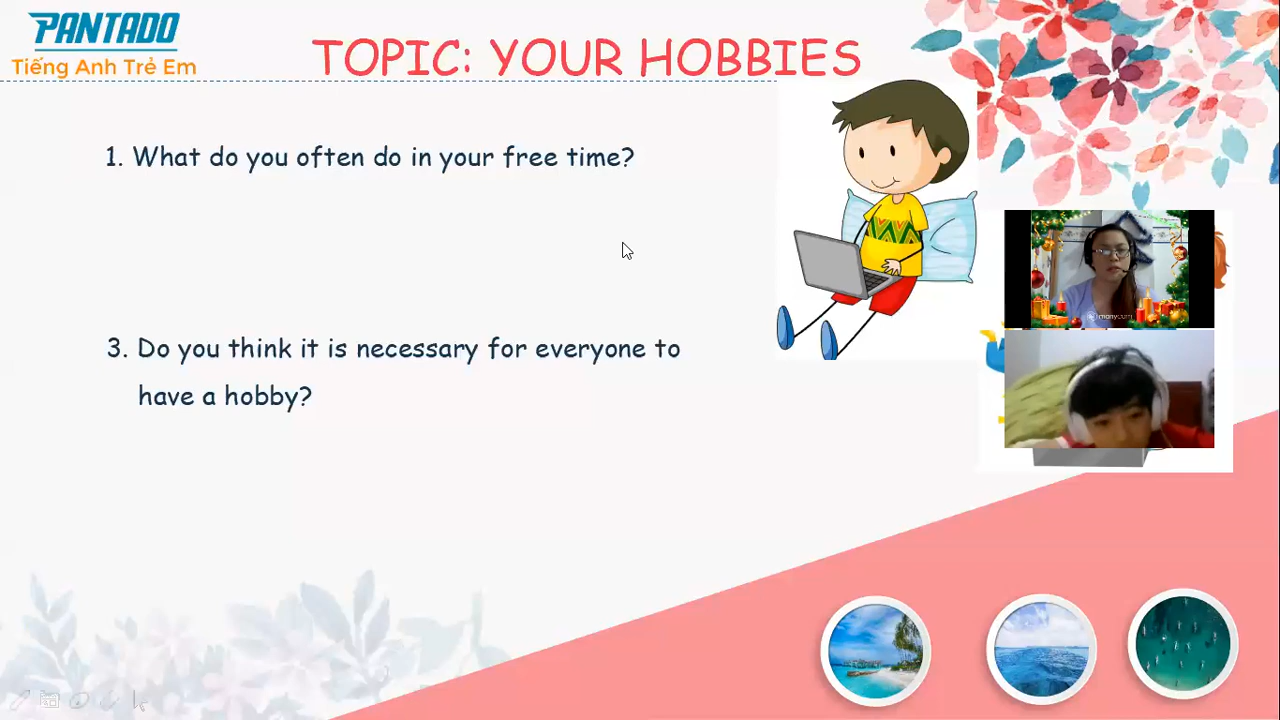 PANTADO
Tiếng Anh Trẻ Em
TOPIC: YOUR HOBBIES
1. What do you often do in your free time?
3. Do you think it is necessary for everyone to
have a hobby?
manycam